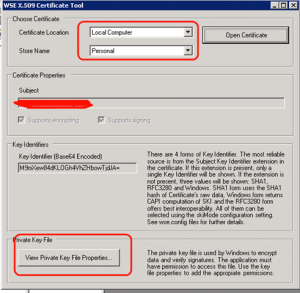 WSE X.509 Certificate Tool
Choose Certificate
Certificate Location
Local Computer
Open Certificate
Store Name
Personal
Certificate Properties
Subject
Supports encrypting
Supports signing
Key Identifiers
Key Identifier (Base64 Encoded)
There are 4 forms of Key Identifier. The most reliable
source is from the Subject Key Identifier extension in
the certificate. If this extension is present, only a
single Key Identifier will be shown. If the extension is
not present, three values will be shown: SHA1,
RFC3280 and Windows. SHA1 form uses the SHA1
hash of Certificate's raw data, Windows form returns
CAPI computation of SKI and the RFC3280 form
offers best interoperability. All of them can be
selected using the skiMode configuration setting.
See wse.config files for further details.
Private Key File
View Private Key File Properties...
The private key file is used by Windows to encrypt
data and verify signatures. The application must
have permission to access this file. Use the key
file properties to add the appropriate permissions.